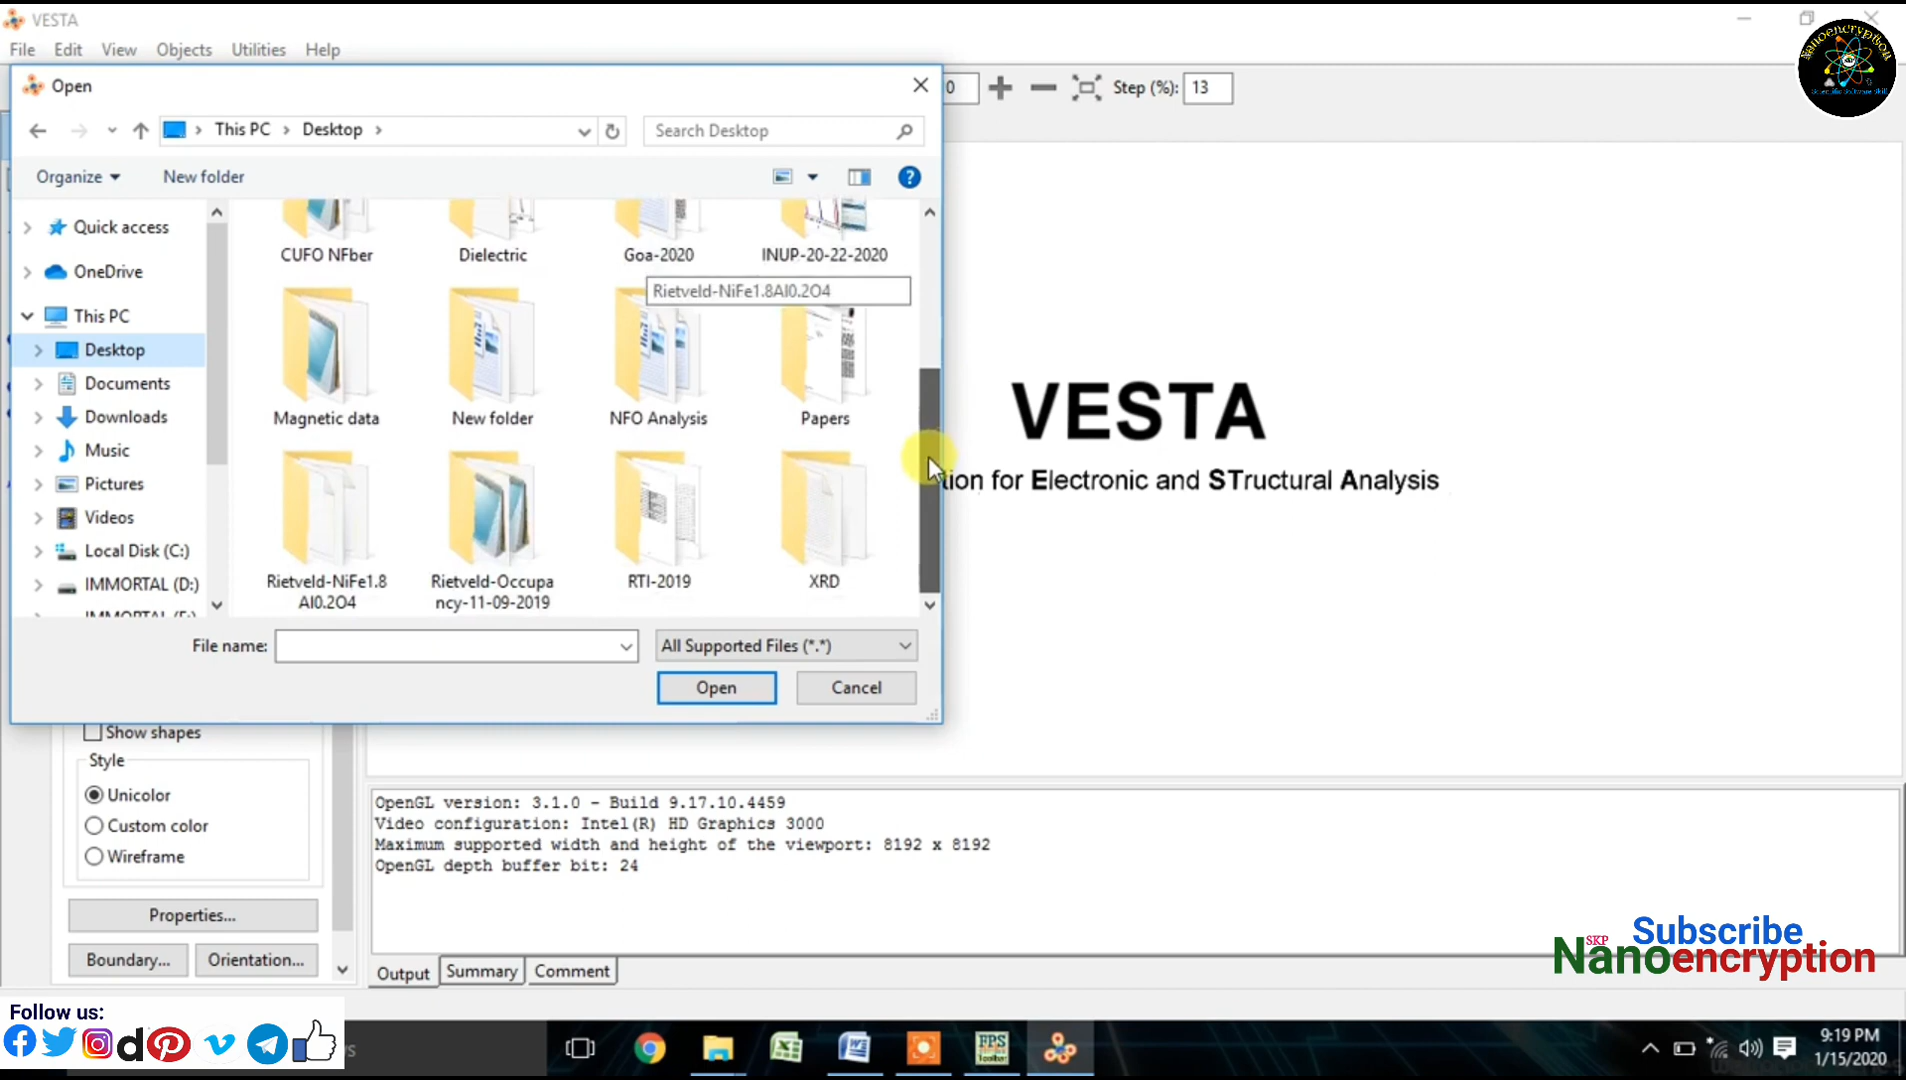 VESTA
File Edit View Objects Utilities Help
Nanoencryption
Scientific Software Skill
Open
0
Step (%): 13
This PC Desktop
Search Desktop
Organize New folder
Quick access
OneDrive
This PC
Desktop
Documents
Downloads
Music
Pictures
Videos
Local Disk (C:)
IMMORTAL (D:)
CUFO NFber Dielectric Goa-2020 INUP-20-22-2020
Rietveld-NiFe1.8Al0.2O4
Magnetic data New folder NFO Analysis Papers
Rietveld-NiFe1.8 Rietveld-Occupa RTI-2019 XRD
Al0.2O4 ncy-11-09-2019
File name: All Supported Files (*.*)
Open Cancel
VESTA
tion for Electronic and STructural Analysis
Show shapes
Style
Unicolor
Custom color
Wireframe
Properties...
Boundary... Orientation...
OpenGL version: 3.1.0 - Build 9.17.10.4459
Video configuration: Intel(R) HD Graphics 3000
Maximum supported width and height of the viewport: 8192 x 8192
OpenGL depth buffer bit: 24
Output Summary Comment
Subscribe
SKP
Nanoencryption
Follow us:
FPS
9:19 PM
1/15/2020